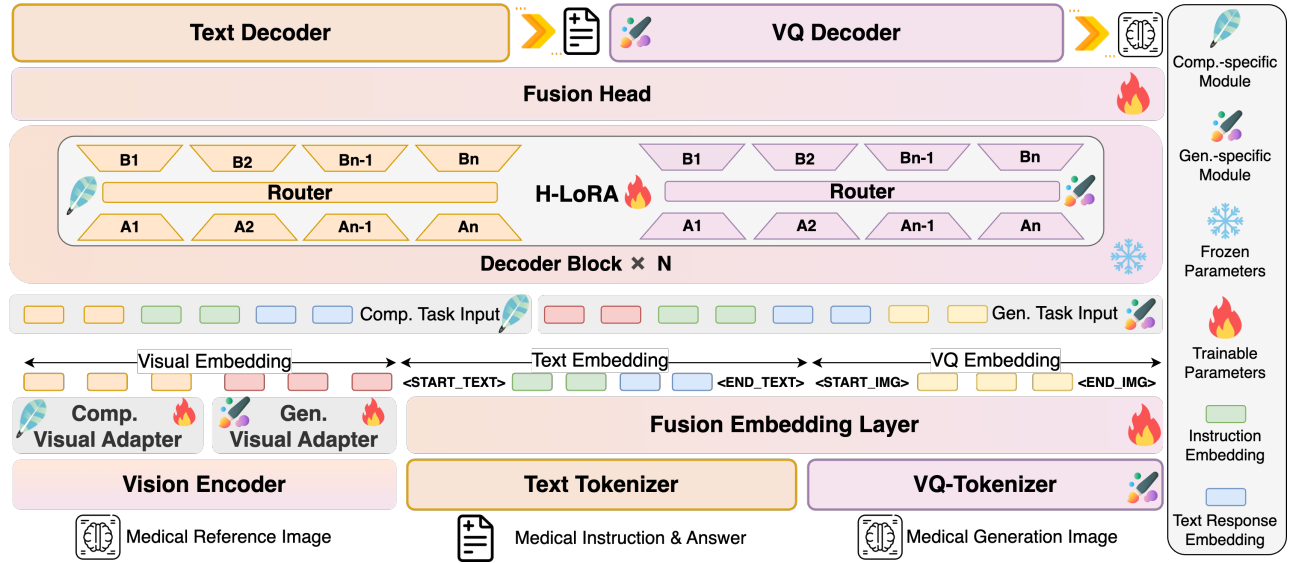 Text Decoder
VQ Decoder
Fusion Head
B1 B2 Bn-1 Bn
Router
A1 A2 An-1 An
H-LoRA
B1 B2 Bn-1 Bn
Router
A1 A2 An-1 An
Decoder Block × N
Comp. Task Input
Gen. Task Input
Visual Embedding
Text Embedding
VQ Embedding
<START_TEXT>
<END_TEXT>
<START_IMG>
<END_IMG>
Comp.
Visual Adapter
Gen.
Visual Adapter
Fusion Embedding Layer
Vision Encoder
Text Tokenizer
VQ-Tokenizer
Medical Reference Image
Medical Instruction & Answer
Medical Generation Image
Comp.-specific
Module
Gen.-specific
Module
Frozen
Parameters
Trainable
Parameters
Instruction
Embedding
Text Response
Embedding